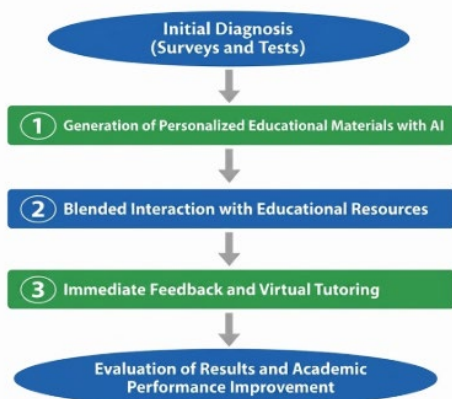 Initial Diagnosis
(Surveys and Tests)
1 Generation of Personalized Educational Materials with AI
2 Blended Interaction with Educational Resources
3 Immediate Feedback and Virtual Tutoring
Evaluation of Results and Academic
Performance Improvement